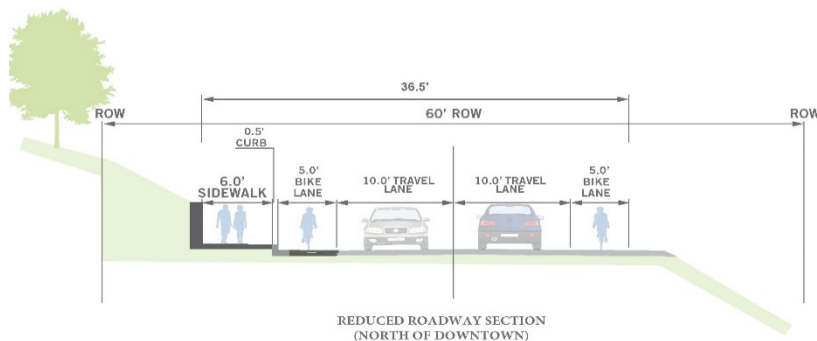 36.5'
ROW
60' ROW
ROW
0.5'
CURB
6.0'
SIDEWALK
5.0'
BIKE
LANE
10.0' TRAVEL
LANE
10.0' TRAVEL
LANE
5.0'
BIKE
LANE
REDUCED ROADWAY SECTION
(NORTH OF DOWNTOWN)